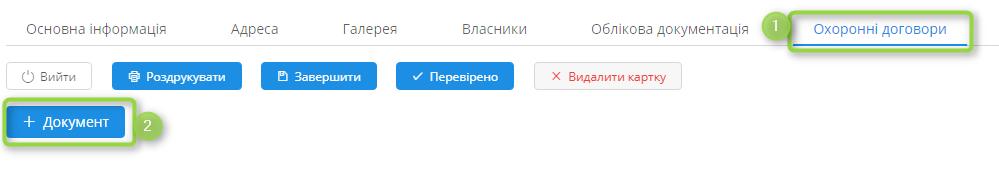 Основна інформація Адреса Галерея Власники Облікова документація 1 Охоронні договори
Вийти Роздрукувати Завершити Перевірено Видалити картку
+ Документ 2